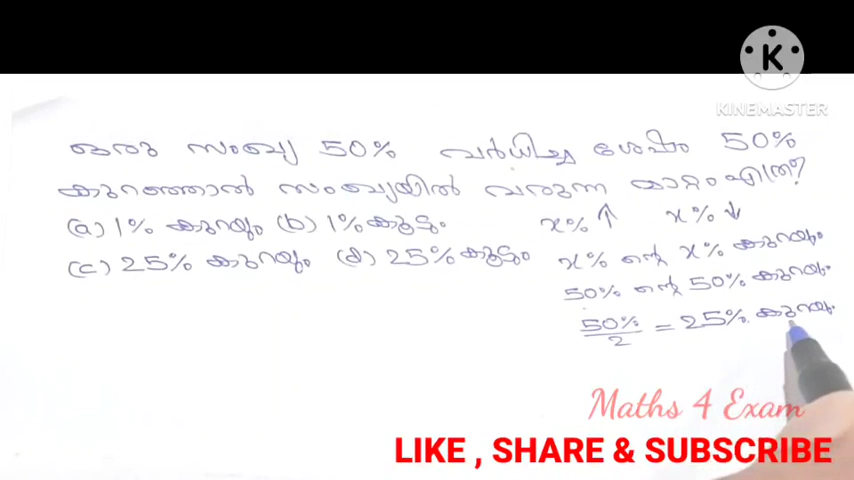 K
KINEMASTER
ഒരു സംഖ്യ 50% വർധിച്ച ശേഷം 50%
കുറഞ്ഞാൽ സംഖ്യയിൽ വരുന്ന മാറ്റം എത്ര?
(a) 1% കുറയും (b) 1% കൂടും x% ↑ x% ↓
(c) 25% കുറയും (d) 25% കൂടും x% ന്റെ x% കുറയും
50% ന്റെ 50% കുറയും
50%/2 = 25% കുറയും
Maths 4 Exam
LIKE , SHARE & SUBSCRIBE